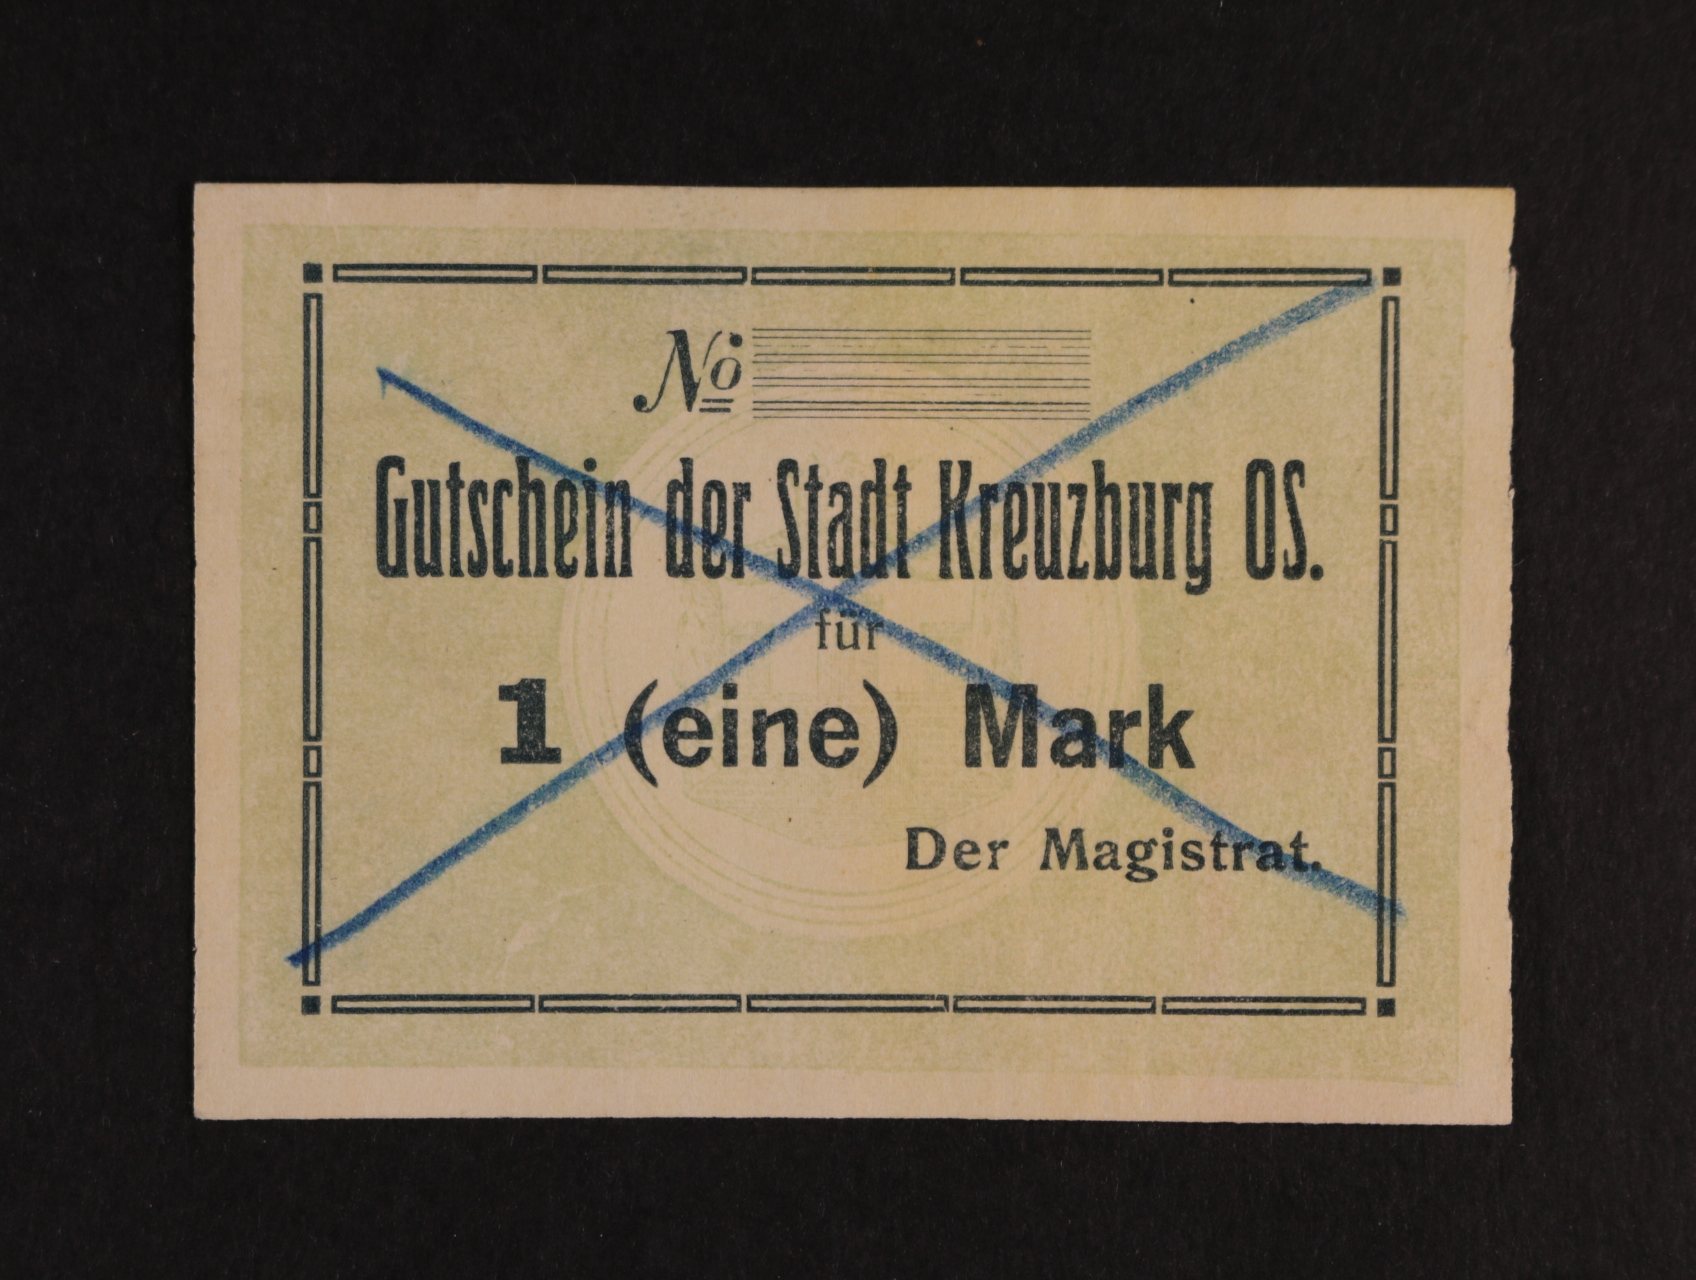 No
Gutschein der Stadt Kreuzburg OS.
für
1 (eine) Mark
Der Magistrat.